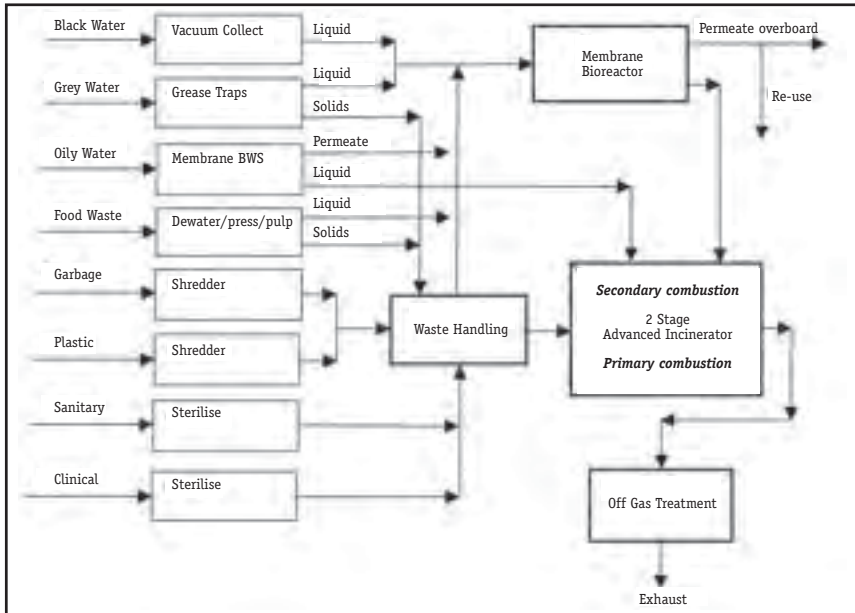 Black Water
Vacuum Collect
Liquid
Grey Water
Grease Traps
Liquid
Solids
Oily Water
Membrane BWS
Permeate
Liquid
Food Waste
Dewater/press/pulp
Liquid
Solids
Garbage
Shredder
Plastic
Shredder
Sanitary
Sterilise
Clinical
Sterilise
Waste Handling
Membrane
Bioreactor
Permeate overboard
Re-use
Secondary combustion
2 Stage
Advanced Incinerator
Primary combustion
Off Gas Treatment
Exhaust